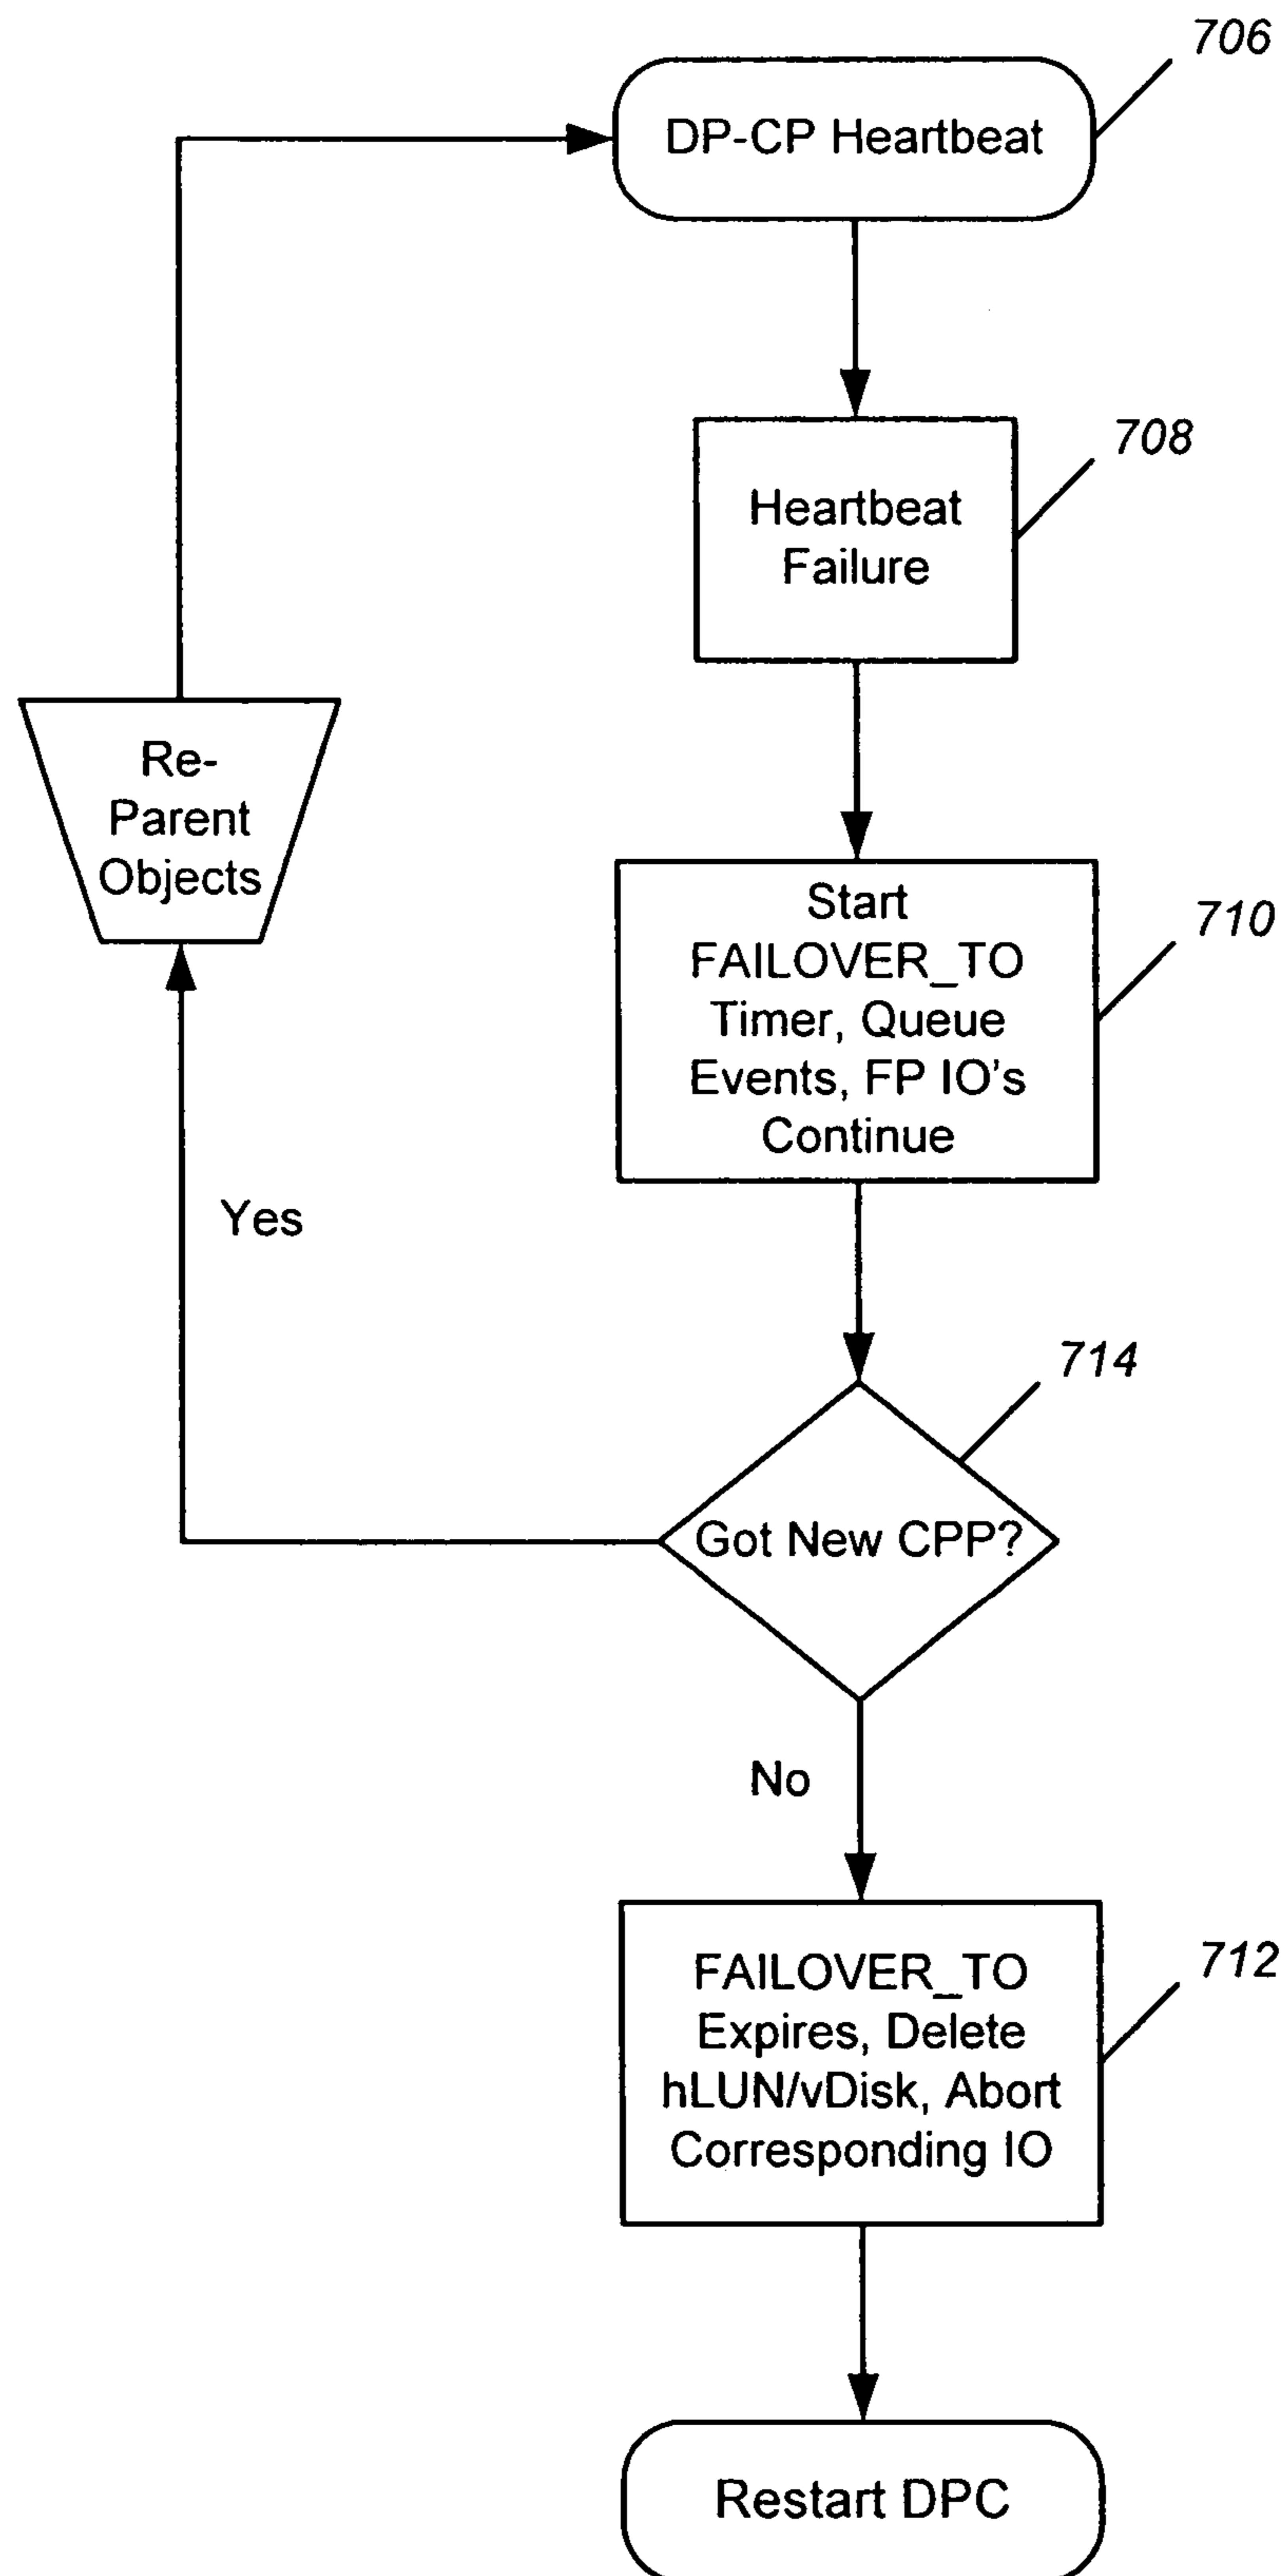 706
DP-CP Heartbeat
708
Heartbeat
Failure
Re-
Parent
Objects
710
Start
FAILOVER_TO
Timer, Queue
Events, FP IO's
Continue
Yes
714
Got New CPP?
No
712
FAILOVER_TO
Expires, Delete
hLUN/vDisk, Abort
Corresponding IO
Restart DPC